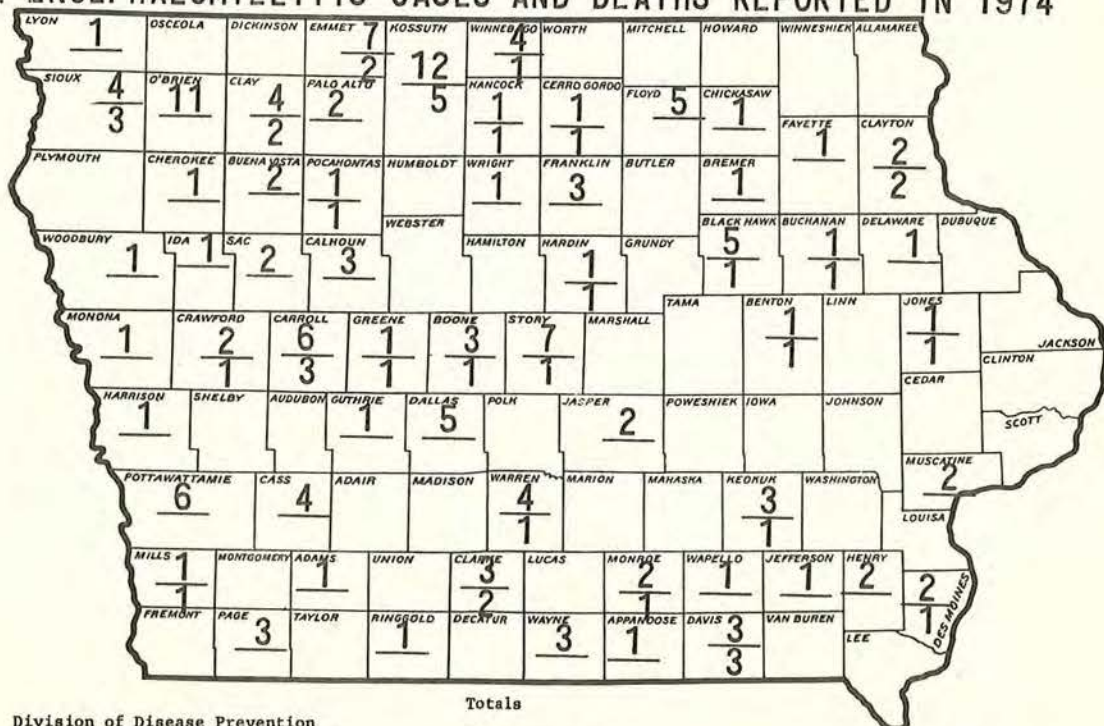 ENCEPHALOMYELITIS CASES AND DEATHS REPORTED IN 1974
LYON 1
OSCEOLA
DICKINSON
EMMET 7 2
KOSSUTH 12 5
WINNEBAGO 4 1
WORTH
MITCHELL
HOWARD
WINNESHIEK
ALLAMAKEE
SIOUX 4 3
O'BRIEN 11
CLAY 4 2
PALO ALTO 2
HANCOCK 1 1
CERRO GORDO 1 1
FLOYD 5
CHICKASAW 1
FAYETTE 1
CLAYTON 2 2
PLYMOUTH
CHEROKEE 1
BUENA VISTA 2
POCAHONTAS 1 1
HUMBOLDT
WRIGHT 1
FRANKLIN 3
BUTLER
BREMER 1
WOODBURY 1
IDA 1
SAC 2
CALHOUN 3
WEBSTER
HAMILTON
HARDIN 1 1
GRUNDY
BLACK HAWK 5 1
BUCHANAN 1 1
DELAWARE 1
DUBUQUE
MONONA 1
CRAWFORD 2 1
CARROLL 6 3
GREENE 1 1
BOONE 3 1
STORY 7 1
MARSHALL
TAMA
BENTON 1 1
LINN
JONES 1 1
JACKSON
CLINTON
CEDAR
HARRISON 1
SHELBY
AUDUBON
GUTHRIE 1
DALLAS 5
POLK
JASPER 2
POWESHIEK
IOWA
JOHNSON
SCOTT
MUSCATINE 2
POTTAWATTAMIE 6
CASS 4
ADAIR
MADISON
WARREN 4 1
MARION
MAHASKA
KEOKUK 3 1
WASHINGTON
LOUISA
MILLS 1 1
MONTGOMERY
ADAMS 1
UNION
CLARKE 3 2
LUCAS
MONROE 2 1
WAPELLO 1
JEFFERSON 1
HENRY 2
DES MOINES 2 1
FREMONT
PAGE 3
TAYLOR
RINGGOLD 1
DECATUR
WAYNE 3
APPANOOSE 1
DAVIS 3 3
VAN BUREN
LEE
Totals
Division of Disease Prevention